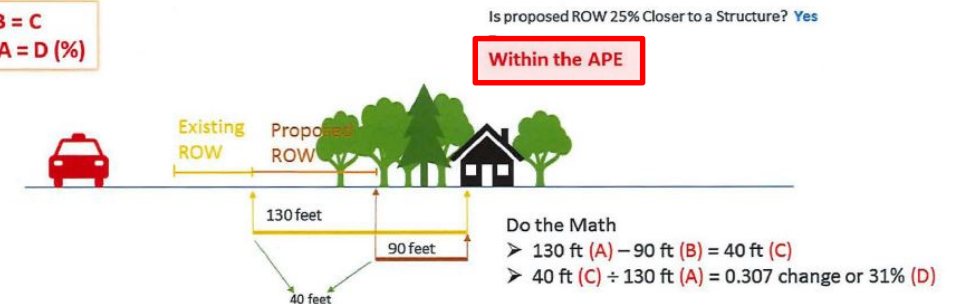 B = C
A = D (%)
Is proposed ROW 25% Closer to a Structure? Yes
Within the APE
Existing
ROW
Proposed
ROW
130 feet
90 feet
40 feet
Do the Math
➢ 130 ft (A) – 90 ft (B) = 40 ft (C)
➢ 40 ft (C) ÷ 130 ft (A) = 0.307 change or 31% (D)